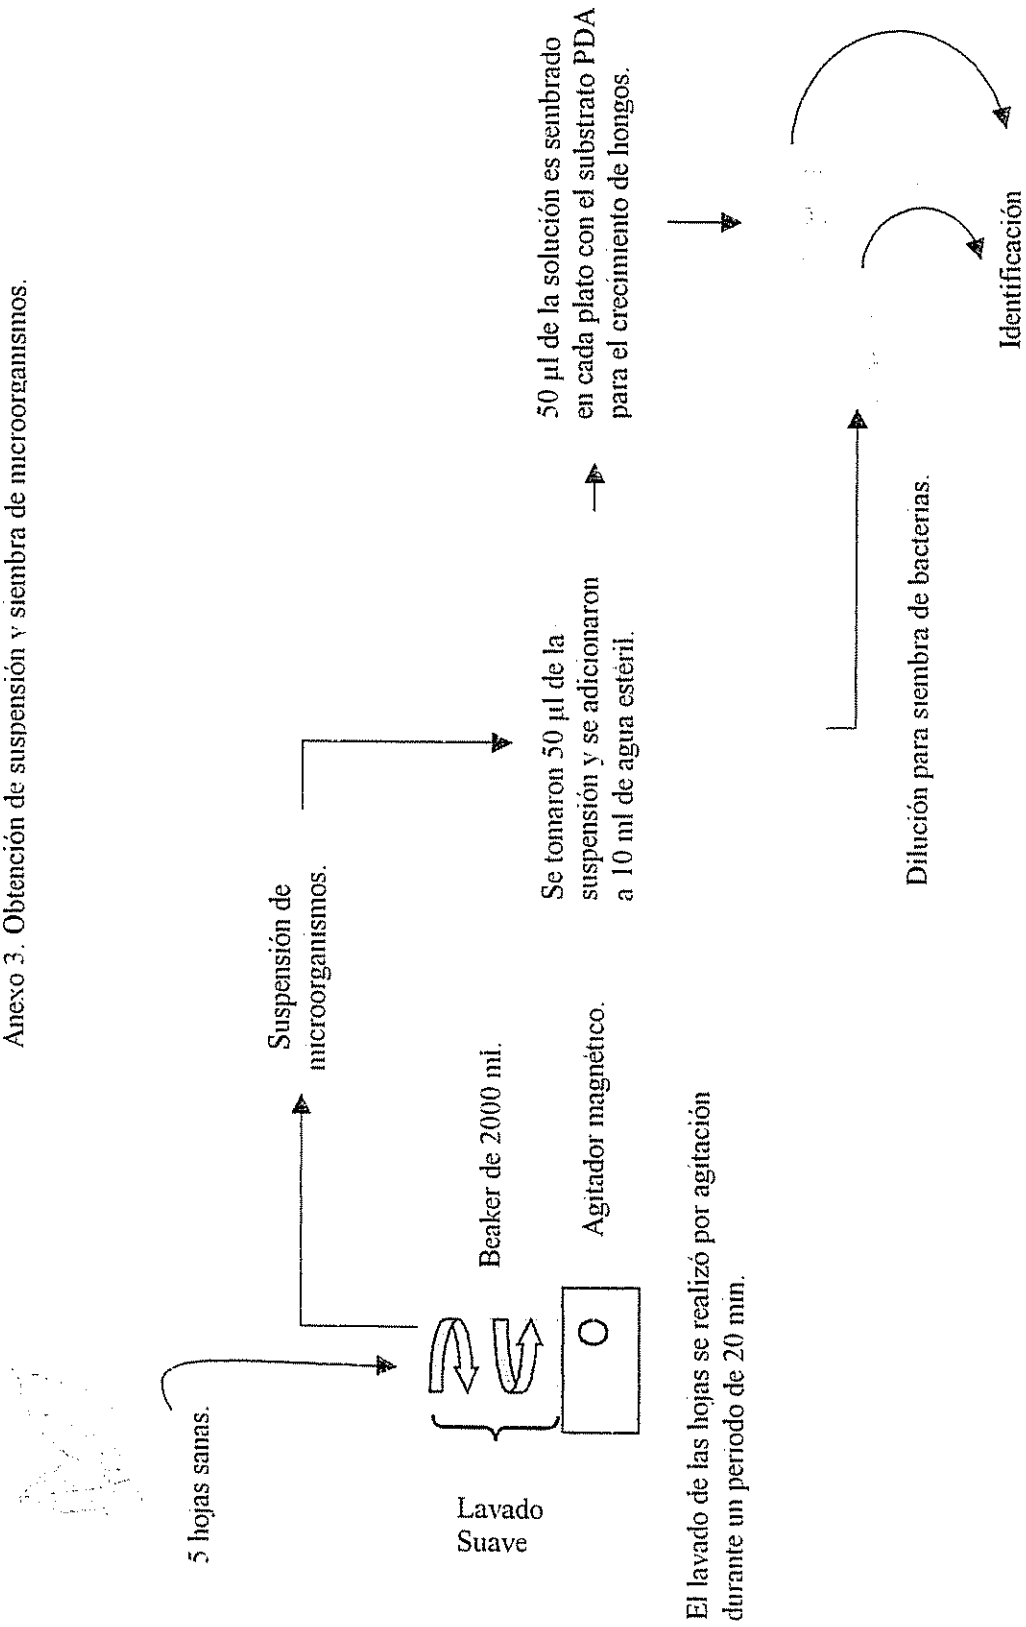 Anexo 3. Obtención de suspensión y siembra de microorganismos.
5 hojas sanas.
Lavado
Suave
Beaker de 2000 ml.
Agitador magnético.
El lavado de las hojas se realizó por agitación
durante un periodo de 20 min.
Suspensión de
microorganismos.
Se tomaron 50 µl de la
suspensión y se adicionaron
a 10 ml de agua estéril.
50 µl de la solución es sembrado
en cada plato con el substrato PDA
para el crecimiento de hongos.
Dilución para siembra de bacterias.
Identificación